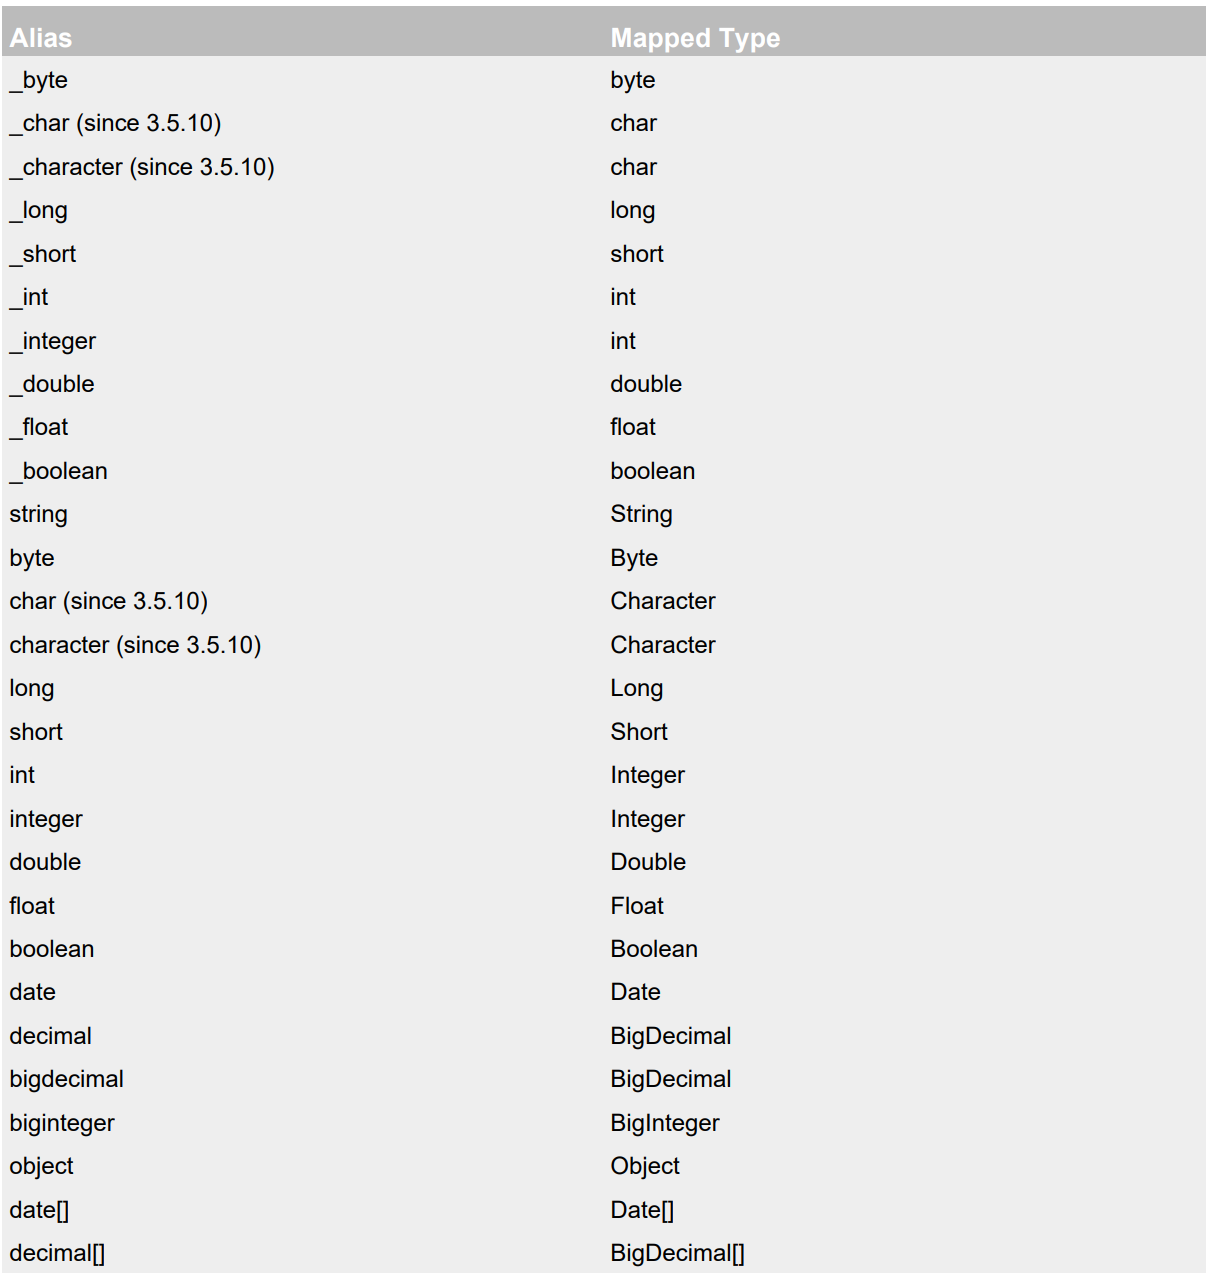 Alias Mapped Type
_byte byte
_char (since 3.5.10) char
_character (since 3.5.10) char
_long long
_short short
_int int
_integer int
_double double
_float float
_boolean boolean
string String
byte Byte
char (since 3.5.10) Character
character (since 3.5.10) Character
long Long
short Short
int Integer
integer Integer
double Double
float Float
boolean Boolean
date Date
decimal BigDecimal
bigdecimal BigDecimal
biginteger BigInteger
object Object
date[] Date[]
decimal[] BigDecimal[]